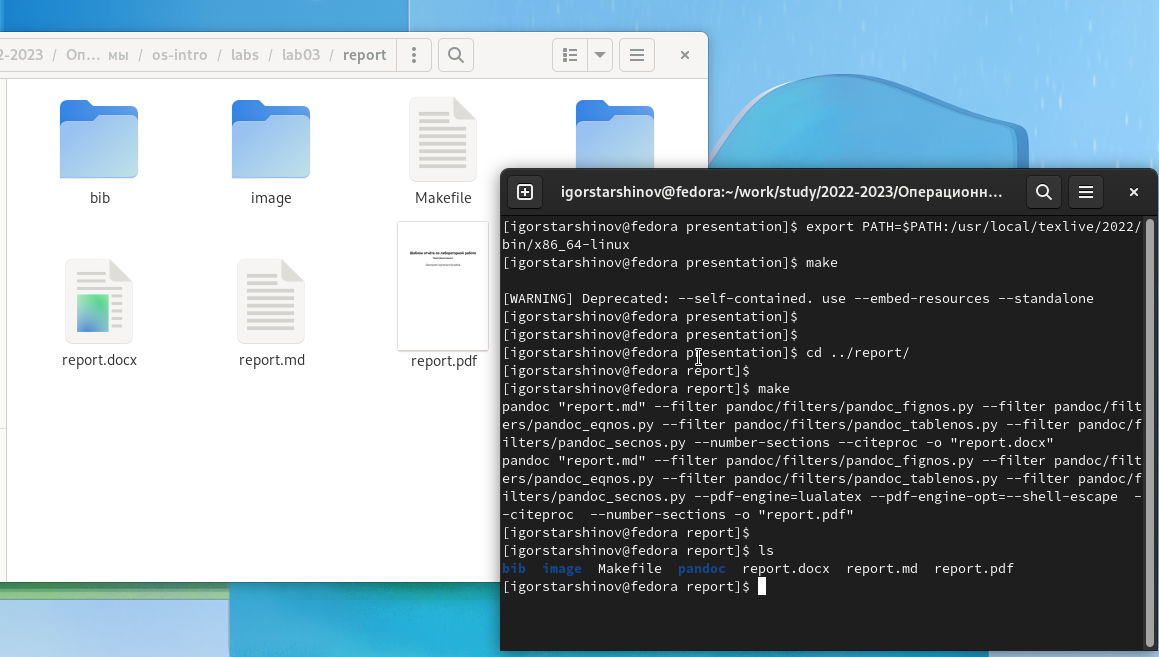 2-2023 / Оп... мы / os-intro / labs / lab03 / report
bib
image
Makefile
report.docx
report.md
report.pdf
igorstarshinov@fedora:~/work/study/2022-2023/Операционн...
[igorstarshinov@fedora presentation]$ export PATH=$PATH:/usr/local/texlive/2022/
bin/x86_64-linux
[igorstarshinov@fedora presentation]$ make
[WARNING] Deprecated: --self-contained. use --embed-resources --standalone
[igorstarshinov@fedora presentation]$
[igorstarshinov@fedora presentation]$
[igorstarshinov@fedora presentation]$ cd ../report/
[igorstarshinov@fedora report]$
[igorstarshinov@fedora report]$ make
pandoc "report.md" --filter pandoc/filters/pandoc_fignos.py --filter pandoc/filt
ers/pandoc_eqnos.py --filter pandoc/filters/pandoc_tablenos.py --filter pandoc/f
ilters/pandoc_secnos.py --number-sections --citeproc -o "report.docx"
pandoc "report.md" --filter pandoc/filters/pandoc_fignos.py --filter pandoc/filt
ers/pandoc_eqnos.py --filter pandoc/filters/pandoc_tablenos.py --filter pandoc/f
ilters/pandoc_secnos.py --pdf-engine=lualatex --pdf-engine-opt=--shell-escape  -
-citeproc  --number-sections -o "report.pdf"
[igorstarshinov@fedora report]$
[igorstarshinov@fedora report]$ ls
bib  image  Makefile  pandoc  report.docx  report.md  report.pdf
[igorstarshinov@fedora report]$